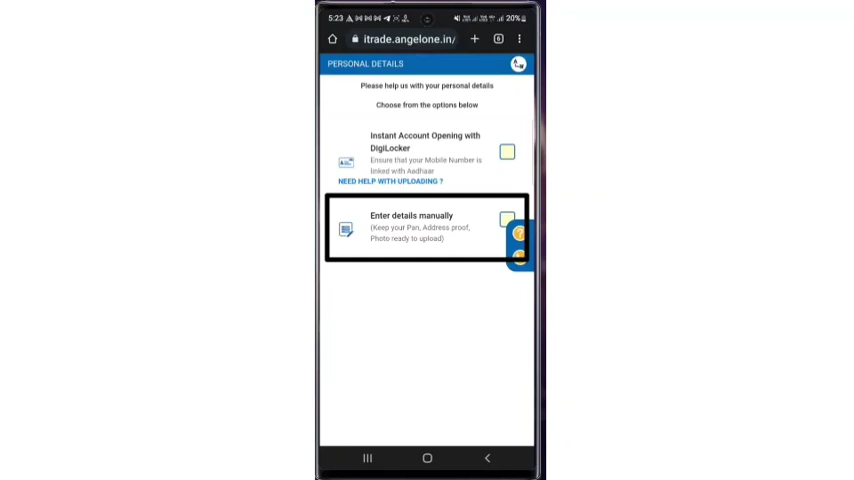 5:23
20%
itrade.angelone.in/
6
PERSONAL DETAILS
Please help us with your personal details
Choose from the options below
Instant Account Opening with
DigiLocker
Ensure that your Mobile Number is
linked with Aadhaar
NEED HELP WITH UPLOADING ?
Enter details manually
(Keep your Pan, Address proof,
Photo ready to upload)